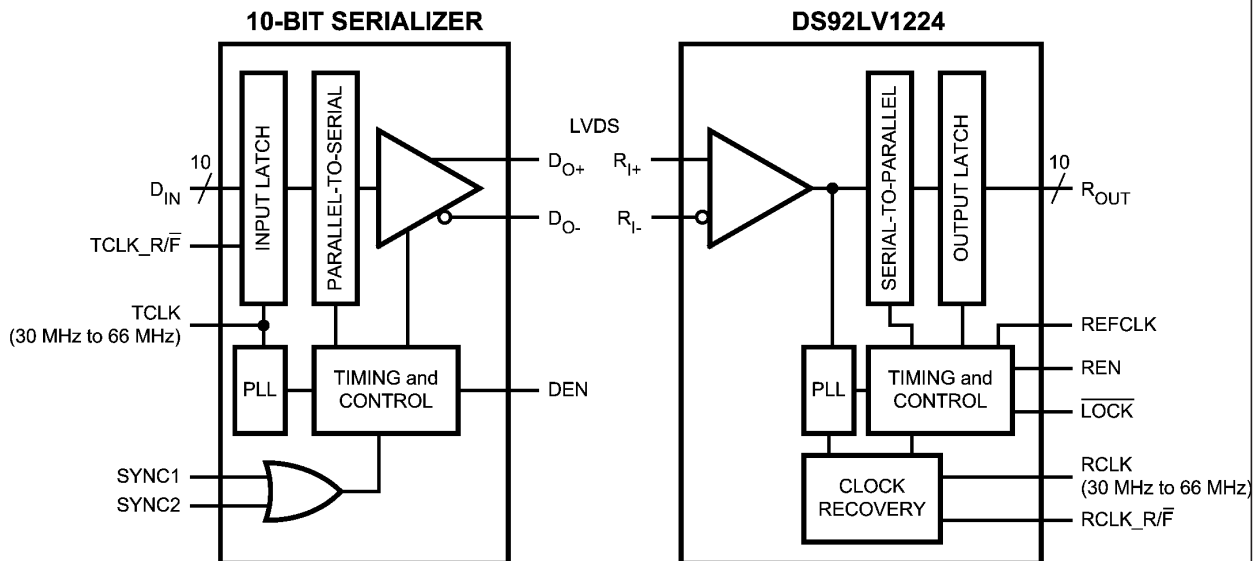 10-BIT SERIALIZER
DS92LV1224
INPUT LATCH
PARALLEL-TO-SERIAL
LVDS
SERIAL-TO-PARALLEL
OUTPUT LATCH
10
D_IN
TCLK_R/F̅
TCLK
(30 MHz to 66 MHz)
PLL
TIMING and
CONTROL
DEN
SYNC1
SYNC2
D_O+
D_O-
R_I+
R_I-
10
R_OUT
REFCLK
REN
L̅O̅C̅K̅
PLL
TIMING and
CONTROL
CLOCK
RECOVERY
RCLK
(30 MHz to 66 MHz)
RCLK_R/F̅